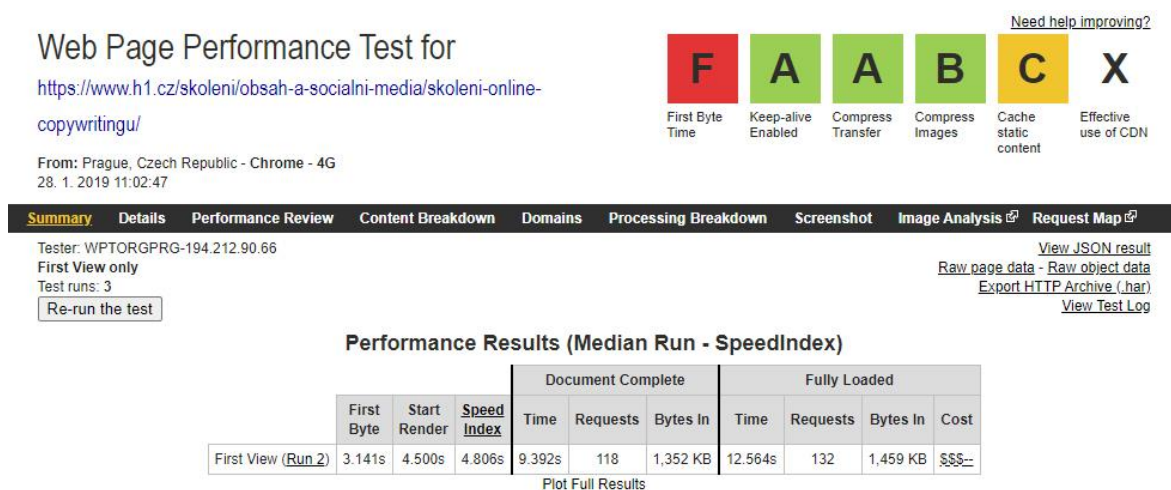 Need help improving?
Web Page Performance Test for
https://www.h1.cz/skoleni/obsah-a-socialni-media/skoleni-online-
copywritingu/
From: Prague, Czech Republic - Chrome - 4G
28. 1. 2019 11:02:47
F A A B C X
First Byte Time
Keep-alive Enabled
Compress Transfer
Compress Images
Cache static content
Effective use of CDN
Summary Details Performance Review Content Breakdown Domains Processing Breakdown Screenshot Image Analysis Request Map
Tester: WPTORGPRG-194.212.90.66
First View only
Test runs: 3
Re-run the test
View JSON result
Raw page data - Raw object data
Export HTTP Archive (.har)
View Test Log
Performance Results (Median Run - SpeedIndex)
Document Complete Fully Loaded
First Byte Start Render Speed Index Time Requests Bytes In Time Requests Bytes In Cost
First View (Run 2) 3.141s 4.500s 4.806s 9.392s 118 1,352 KB 12.564s 132 1,459 KB $$$--
Plot Full Results